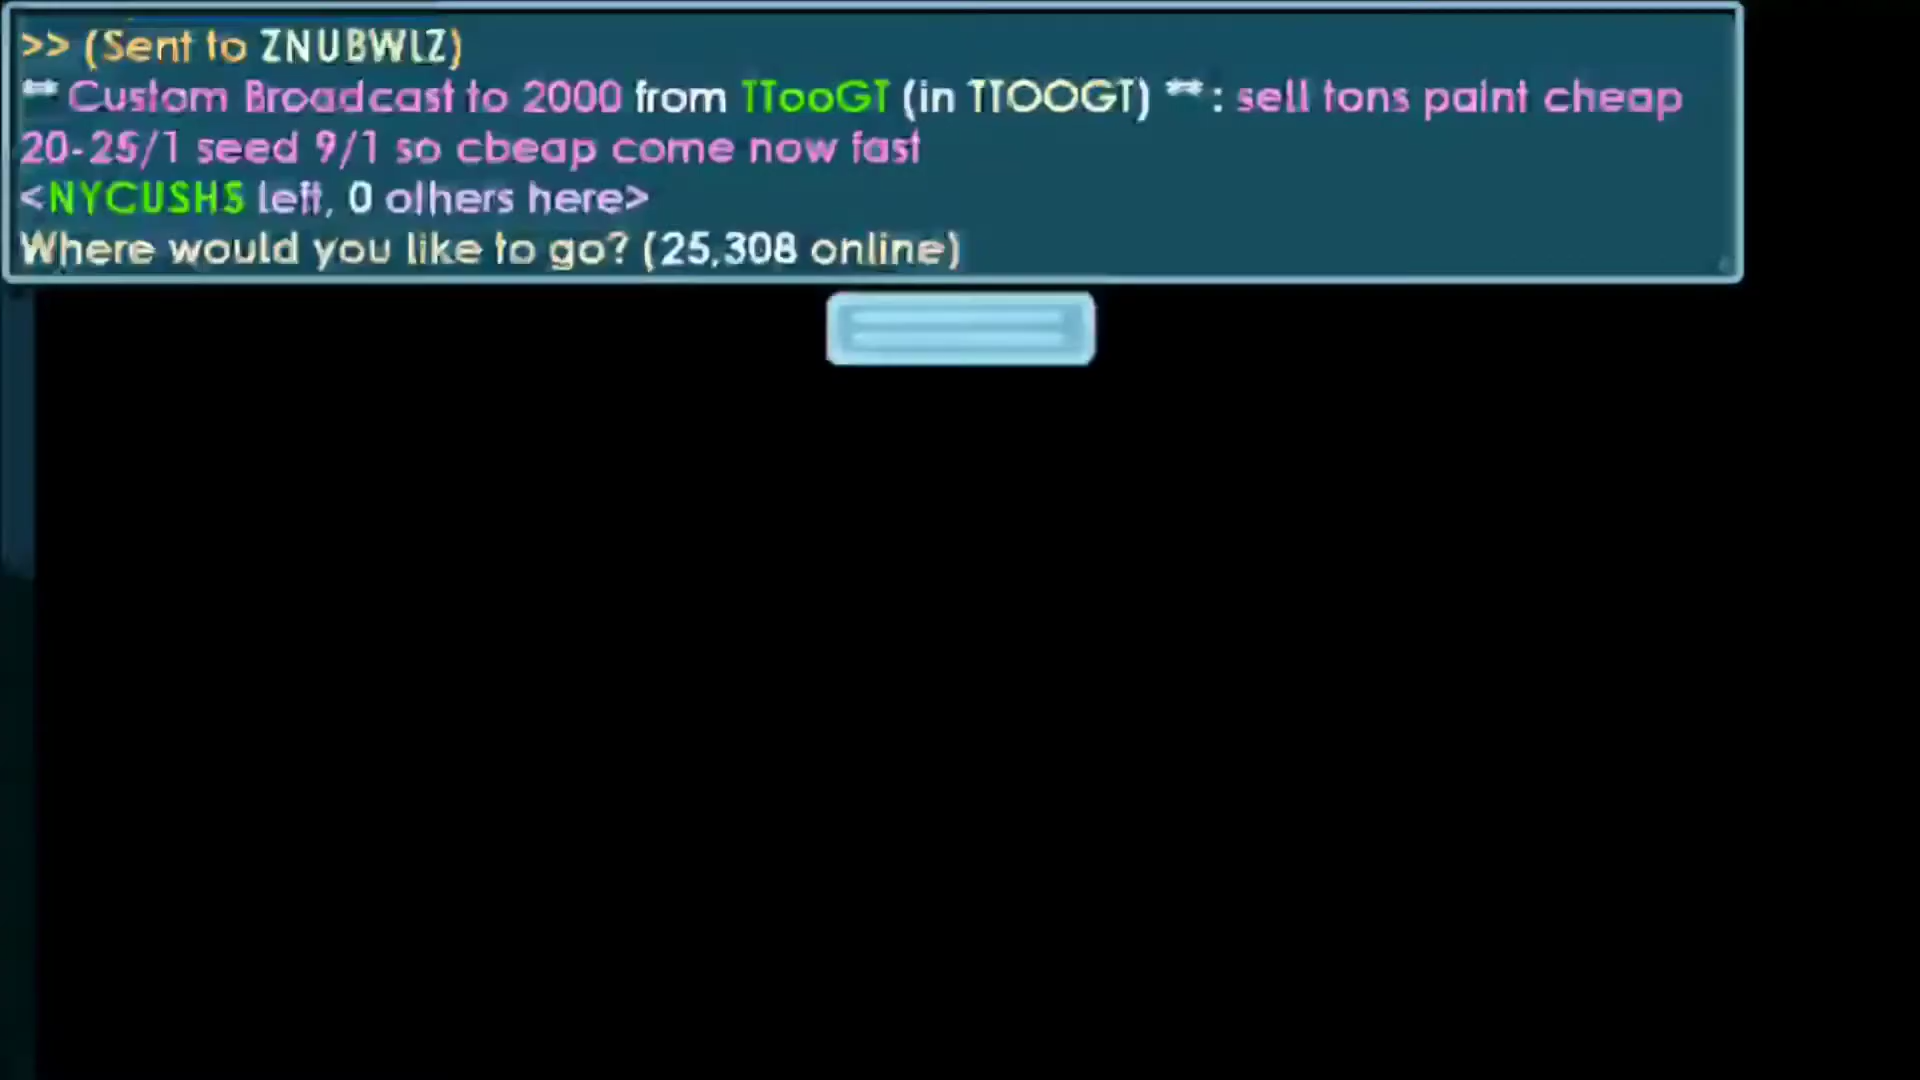 >> (Sent to ZNUBWLZ)
** Custom Broadcast to 2000 from TTooGT (in TTOOGT) ** : sell tons paint cheap
20-25/1 seed 9/1 so cbeap come now fast
<NYCUSHS left, 0 others here>
Where would you like to go? (25,308 online)